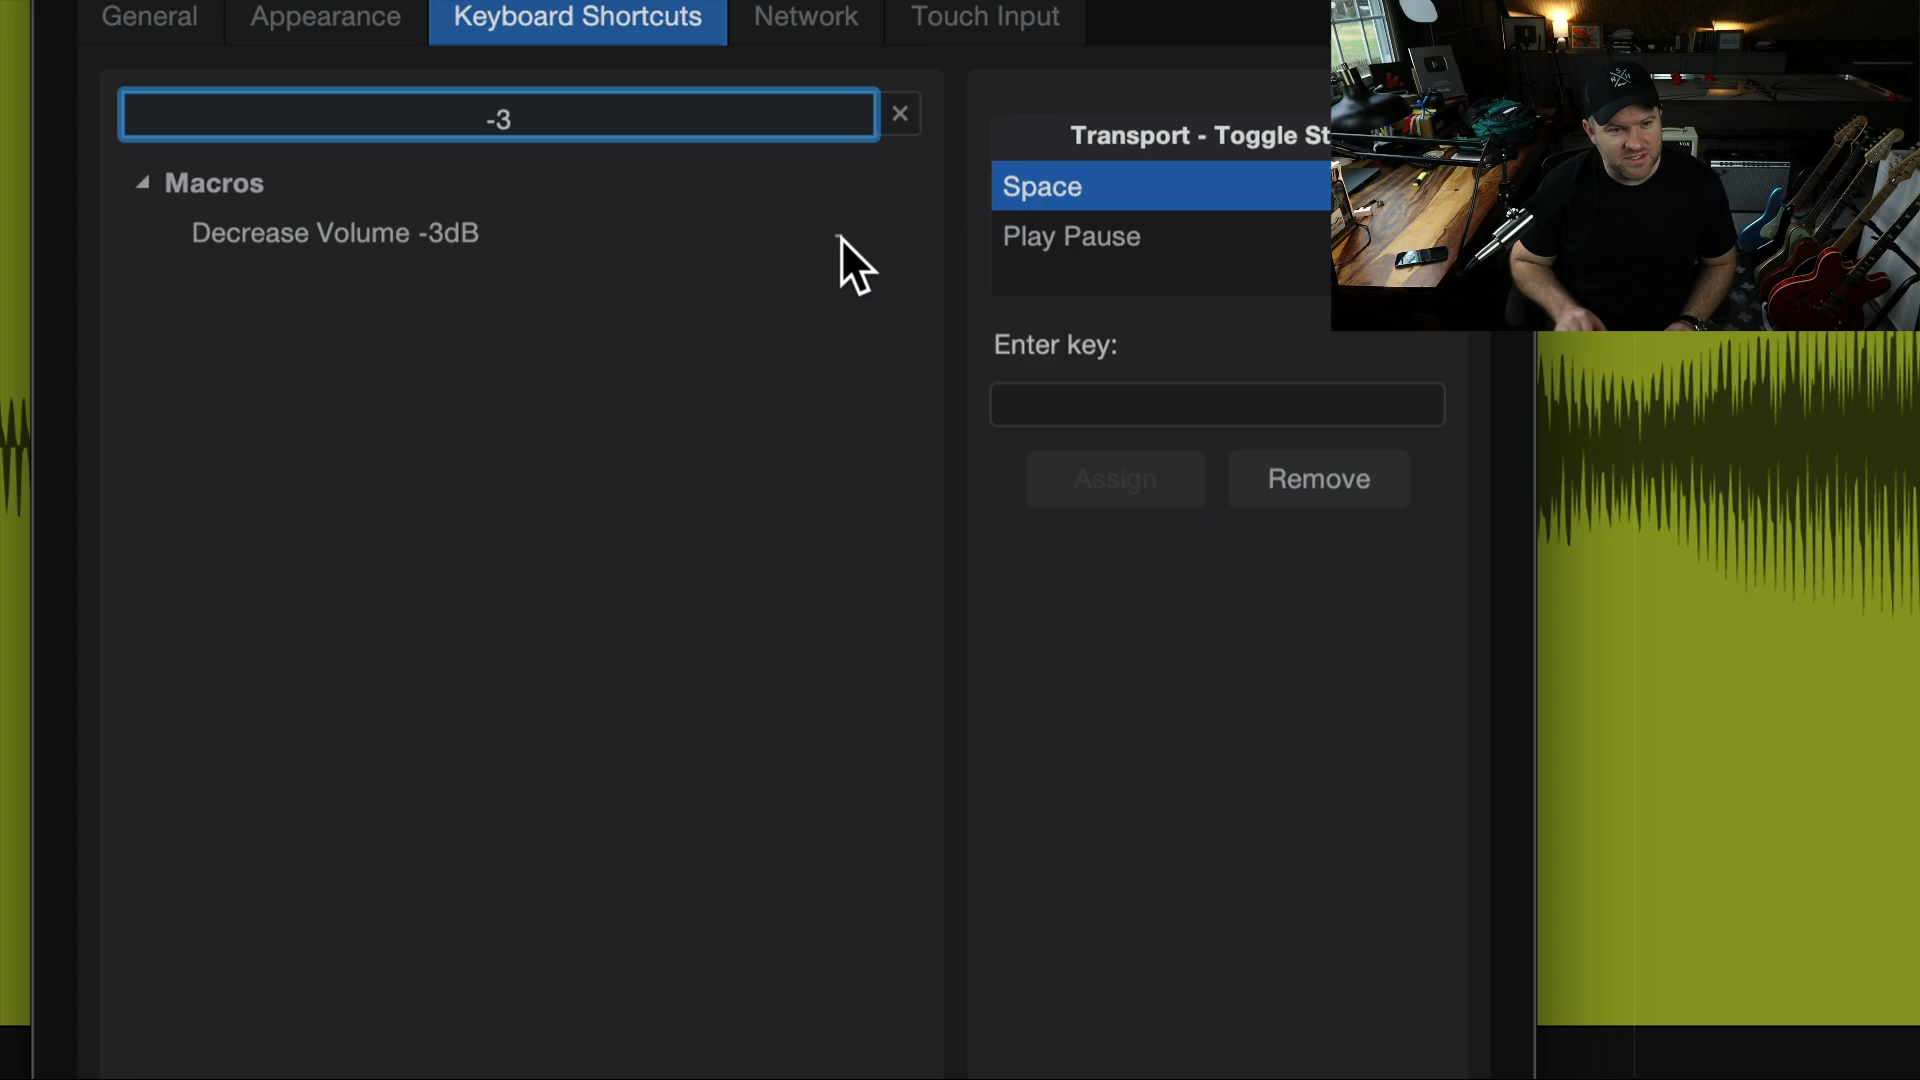 General
Appearance
Keyboard Shortcuts
Network
Touch Input
-3
Macros
Decrease Volume -3dB
-
Transport - Toggle St
Space
Play Pause
Enter key:
Assign
Remove